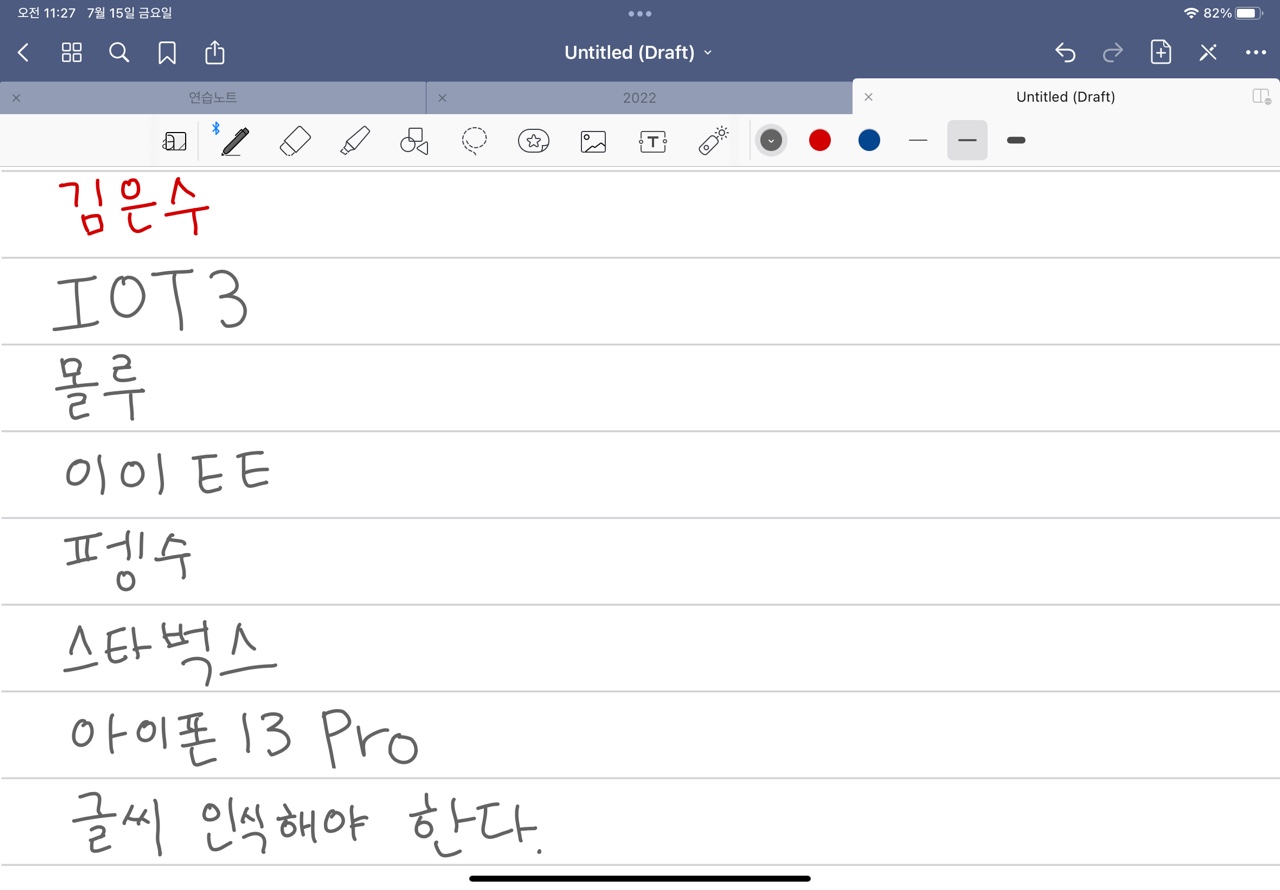 오전 11:27 7월 15일 금요일 82%
Untitled (Draft)
연습노트 2022 Untitled (Draft)
김은수
IOT3
몰루
이이 EE
펭수
스타벅스
아이폰 13 Pro
글씨 인식해야 한다.